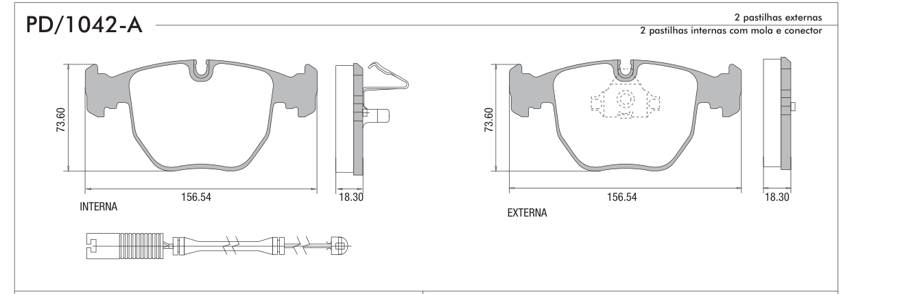 PD/1042-A
2 pastilhas externas
2 pastilhas internas com mola e conector
73.60
156.54
18.30
INTERNA
73.60
156.54
18.30
EXTERNA